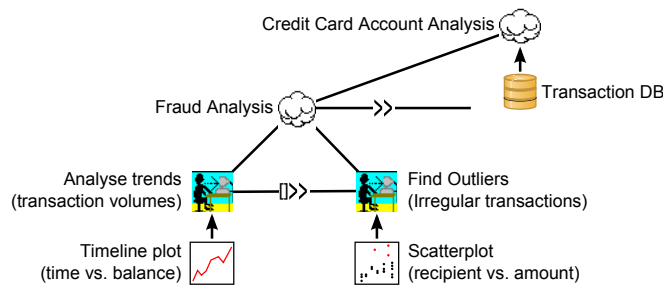 Credit Card Account Analysis
Transaction DB
Fraud Analysis
>>
Analyse trends
(transaction volumes)
[]>>
Find Outliers
(Irregular transactions)
Timeline plot
(time vs. balance)
Scatterplot
(recipient vs. amount)